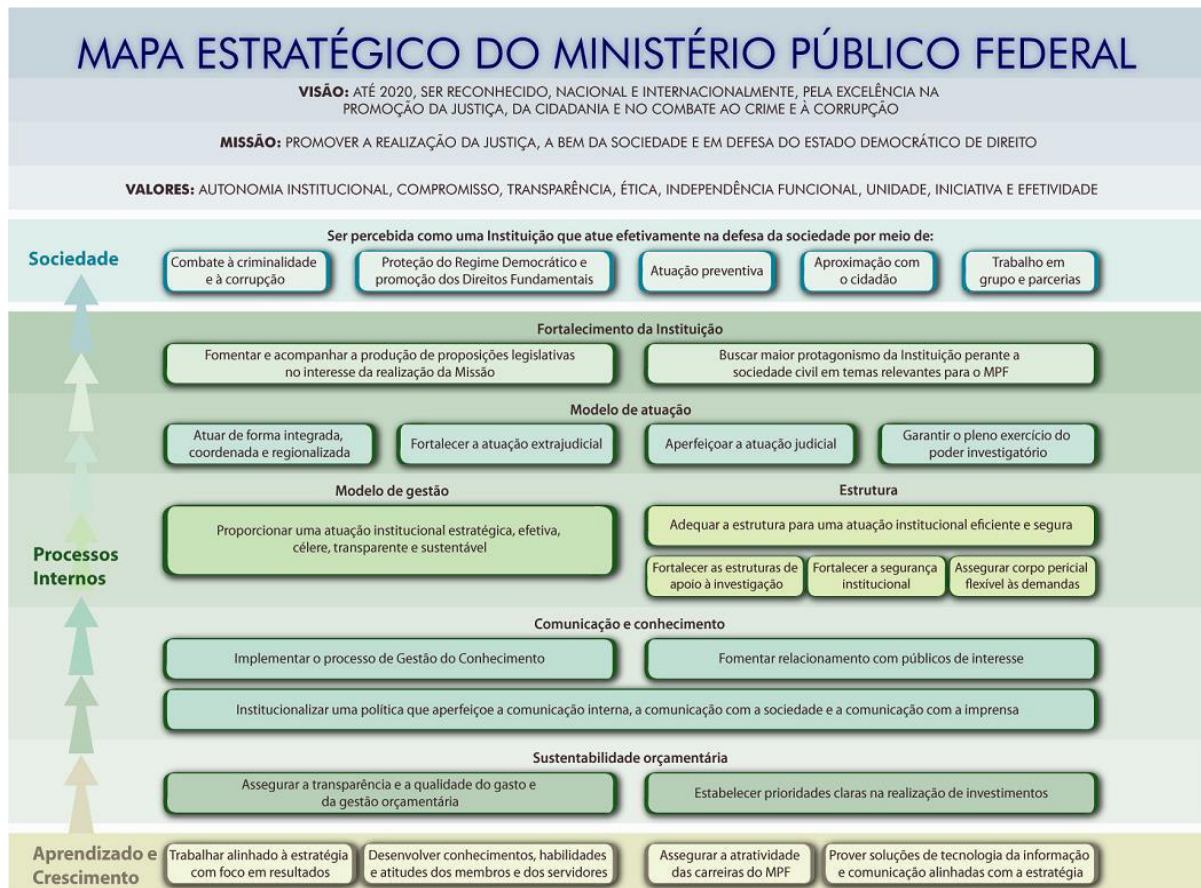 MAPA ESTRATÉGICO DO MINISTÉRIO PÚBLICO FEDERAL
VISÃO: ATÉ 2020, SER RECONHECIDO, NACIONAL E INTERNACIONALMENTE, PELA EXCELÊNCIA NA
PROMOÇÃO DA JUSTIÇA, DA CIDADANIA E NO COMBATE AO CRIME E À CORRUPÇÃO
MISSÃO: PROMOVER A REALIZAÇÃO DA JUSTIÇA, A BEM DA SOCIEDADE E EM DEFESA DO ESTADO DEMOCRÁTICO DE DIREITO
VALORES: AUTONOMIA INSTITUCIONAL, COMPROMISSO, TRANSPARÊNCIA, ÉTICA, INDEPENDÊNCIA FUNCIONAL, UNIDADE, INICIATIVA E EFETIVIDADE
Sociedade
Ser percebida como uma Instituição que atue efetivamente na defesa da sociedade por meio de:
Combate à criminalidade
e à corrupção
Proteção do Regime Democrático e
promoção dos Direitos Fundamentais
Atuação preventiva
Aproximação com
o cidadão
Trabalho em
grupo e parcerias
Processos
Internos
Fortalecimento da Instituição
Fomentar e acompanhar a produção de proposições legislativas
no interesse da realização da Missão
Buscar maior protagonismo da Instituição perante a
sociedade civil em temas relevantes para o MPF
Modelo de atuação
Atuar de forma integrada,
coordenada e regionalizada
Fortalecer a atuação extrajudicial
Aperfeiçoar a atuação judicial
Garantir o pleno exercício do
poder investigatório
Modelo de gestão
Proporcionar uma atuação institucional estratégica, efetiva,
célere, transparente e sustentável
Estrutura
Adequar a estrutura para uma atuação institucional eficiente e segura
Fortalecer as estruturas de
apoio à investigação
Fortalecer a segurança
institucional
Assegurar corpo pericial
flexível às demandas
Comunicação e conhecimento
Implementar o processo de Gestão do Conhecimento
Fomentar relacionamento com públicos de interesse
Institucionalizar uma política que aperfeiçoe a comunicação interna, a comunicação com a sociedade e a comunicação com a imprensa
Sustentabilidade orçamentária
Assegurar a transparência e a qualidade do gasto e
da gestão orçamentária
Estabelecer prioridades claras na realização de investimentos
Aprendizado e
Crescimento
Trabalhar alinhado à estratégia
com foco em resultados
Desenvolver conhecimentos, habilidades
e atitudes dos membros e dos servidores
Assegurar a atratividade
das carreiras do MPF
Prover soluções de tecnologia da informação
e comunicação alinhadas com a estratégia